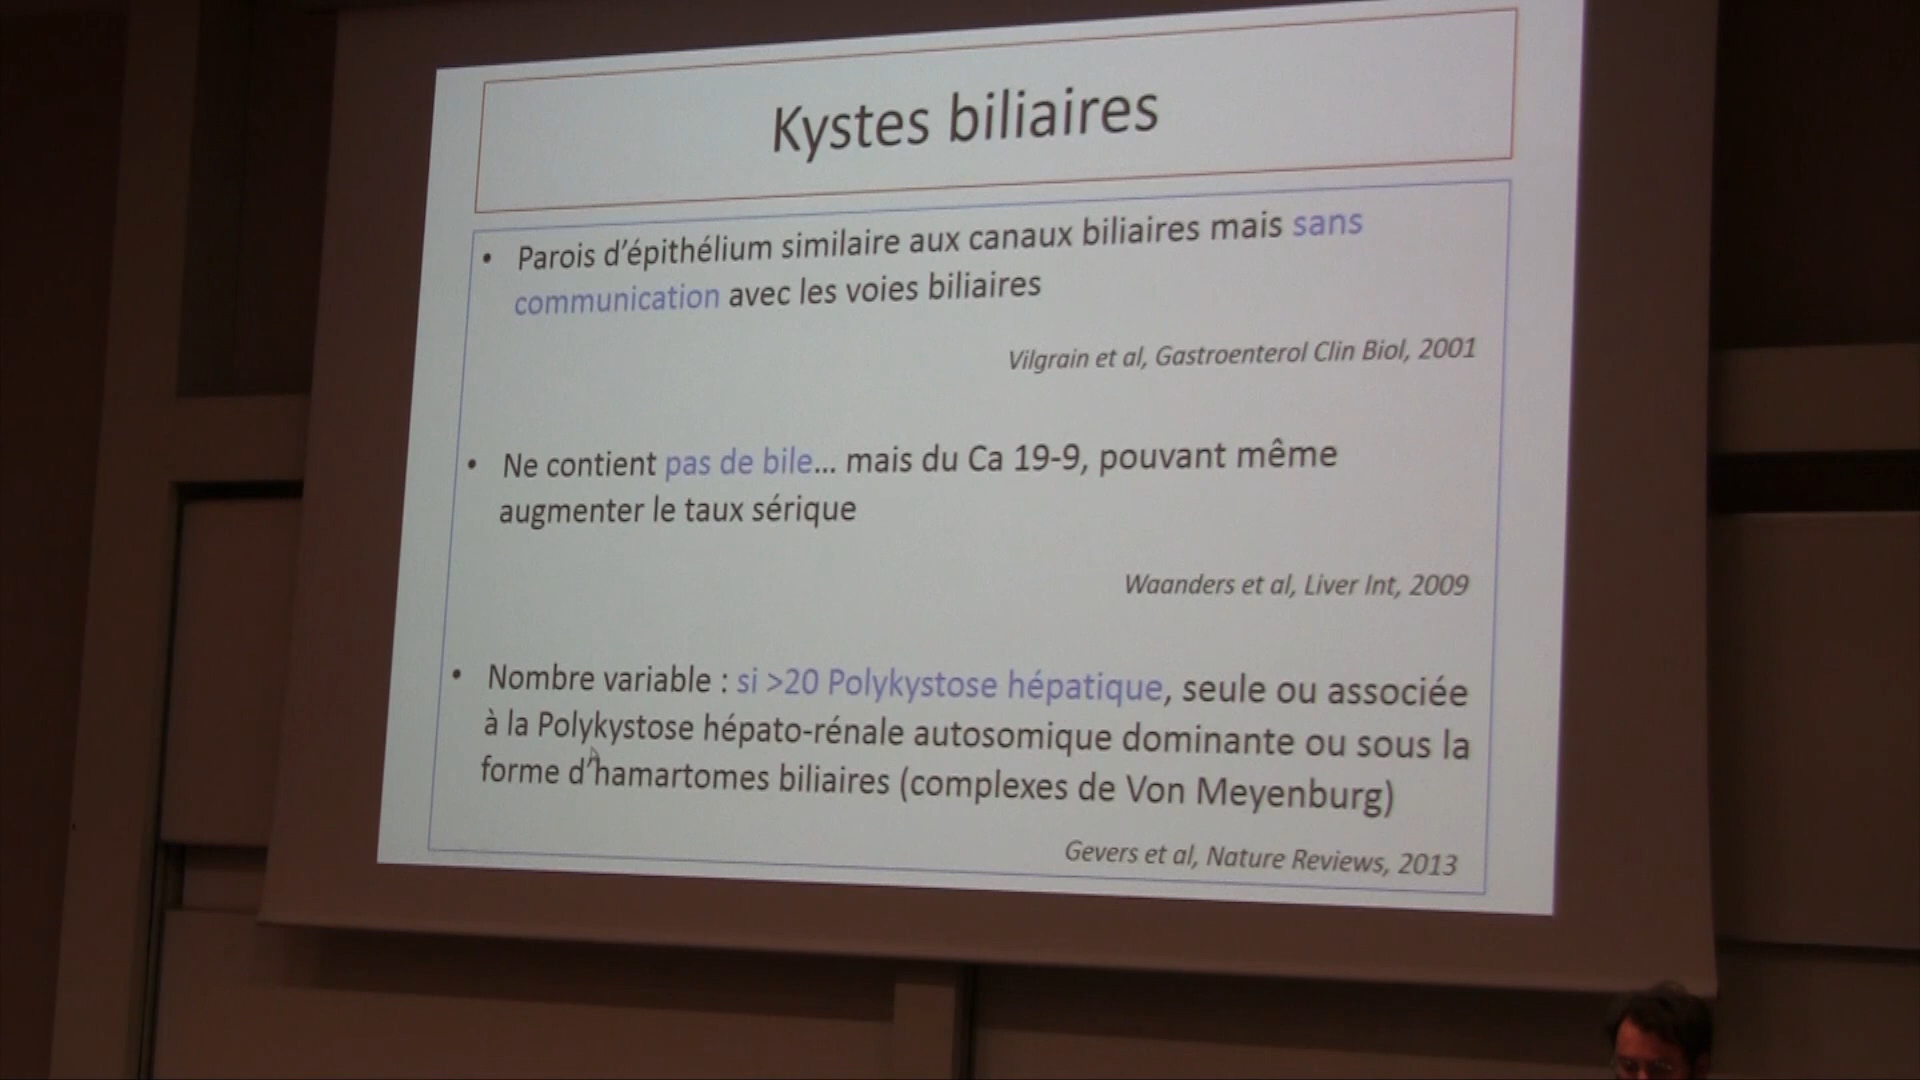 Kystes biliaires
• Parois d'épithélium similaire aux canaux biliaires mais sans
communication avec les voies biliaires
Vilgrain et al, Gastroenterol Clin Biol, 2001
• Ne contient pas de bile... mais du Ca 19-9, pouvant même
augmenter le taux sérique
Waanders et al, Liver Int, 2009
• Nombre variable : si >20 Polykystose hépatique, seule ou associée
à la Polykystose hépato-rénale autosomique dominante ou sous la
forme d'hamartomes biliaires (complexes de Von Meyenburg)
Gevers et al, Nature Reviews, 2013